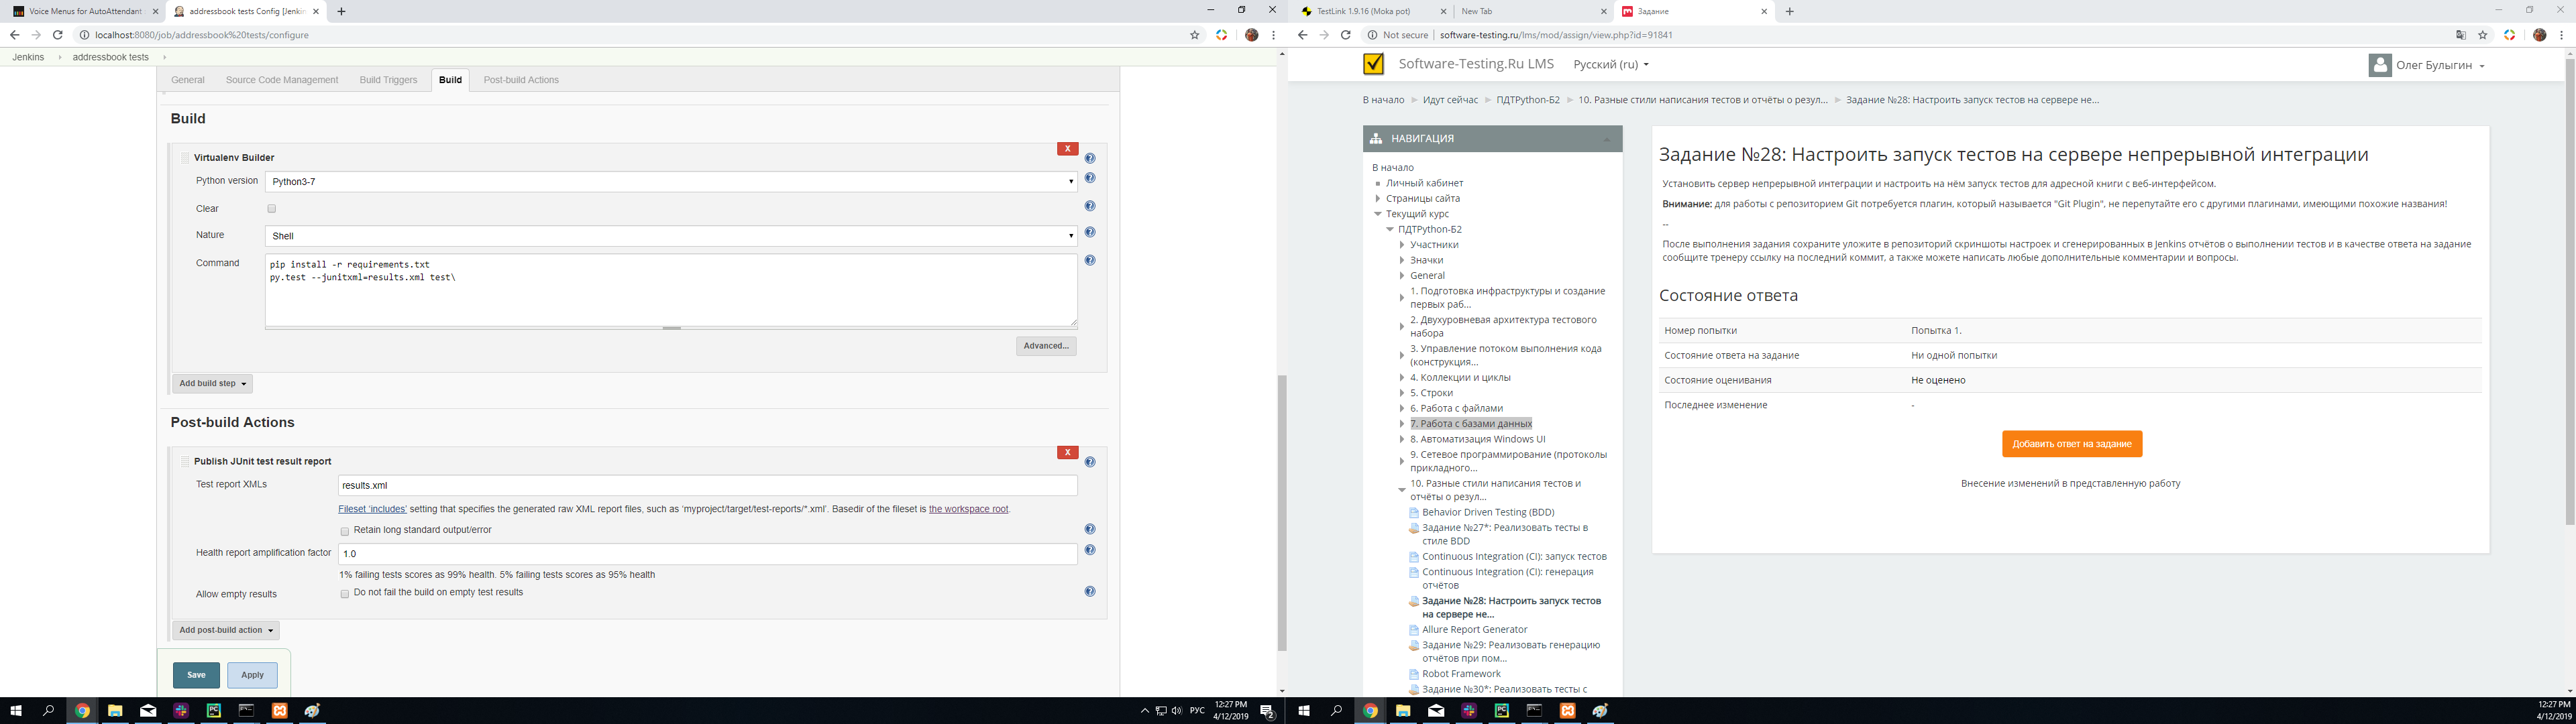 Voice Menus for AutoAttendant
addressbook tests Config [Jenkin
localhost:8080/job/addressbook%20tests/configure
Jenkins
addressbook tests
General
Source Code Management
Build Triggers
Build
Post-build Actions
Build
Virtualenv Builder
X
Python version
Python3-7
Clear
Nature
Shell
Command
pip install -r requirements.txt
py.test --junitxml=results.xml test\
Advanced...
Add build step
Post-build Actions
Publish JUnit test result report
X
Test report XMLs
results.xml
Fileset 'includes' setting that specifies the generated raw XML report files, such as 'myproject/target/test-reports/*.xml'. Basedir of the fileset is the workspace root.
Retain long standard output/error
Health report amplification factor
1.0
1% failing tests scores as 99% health. 5% failing tests scores as 95% health
Allow empty results
Do not fail the build on empty test results
Add post-build action
Save
Apply
РУС
12:27 PM
4/12/2019
2
TestLink 1.9.16 (Moka pot)
New Tab
Задание
Not secure
software-testing.ru/lms/mod/assign/view.php?id=91841
Software-Testing.Ru LMS
Русский (ru)
Олег Булыгин
В начало
Идут сейчас
ПДТPython-Б2
10. Разные стили написания тестов и отчёты о резул...
Задание №28: Настроить запуск тестов на сервере не...
НАВИГАЦИЯ
В начало
Личный кабинет
Страницы сайта
Текущий курс
ПДТPython-Б2
Участники
Значки
General
1. Подготовка инфраструктуры и создание
первых раб...
2. Двухуровневая архитектура тестового
набора
3. Управление потоком выполнения кода
(конструкция...
4. Коллекции и циклы
5. Строки
6. Работа с файлами
7. Работа с базами данных
8. Автоматизация Windows UI
9. Сетевое программирование (протоколы
прикладного...
10. Разные стили написания тестов и
отчёты о резул...
Behavior Driven Testing (BDD)
Задание №27*: Реализовать тесты в
стиле BDD
Continuous Integration (CI): запуск тестов
Continuous Integration (CI): генерация
отчётов
Задание №28: Настроить запуск тестов
на сервере не...
Allure Report Generator
Задание №29: Реализовать генерацию
отчётов при пом...
Robot Framework
Задание №30*: Реализовать тесты с
Задание №28: Настроить запуск тестов на сервере непрерывной интеграции
Установить сервер непрерывной интеграции и настроить на нём запуск тестов для адресной книги с веб-интерфейсом.
Внимание: для работы с репозиторием Git потребуется плагин, который называется "Git Plugin", не перепутайте его с другими плагинами, имеющими похожие названия!
--
После выполнения задания сохраните уложите в репозиторий скриншоты настроек и сгенерированных в Jenkins отчётов о выполнении тестов и в качестве ответа на задание
сообщите тренеру ссылку на последний коммит, а также можете написать любые дополнительные комментарии и вопросы.
Состояние ответа
Номер попытки
Попытка 1.
Состояние ответа на задание
Ни одной попытки
Состояние оценивания
Не оценено
Последнее изменение
-
Добавить ответ на задание
Внесение изменений в представленную работу
12:27 PM
4/12/2019